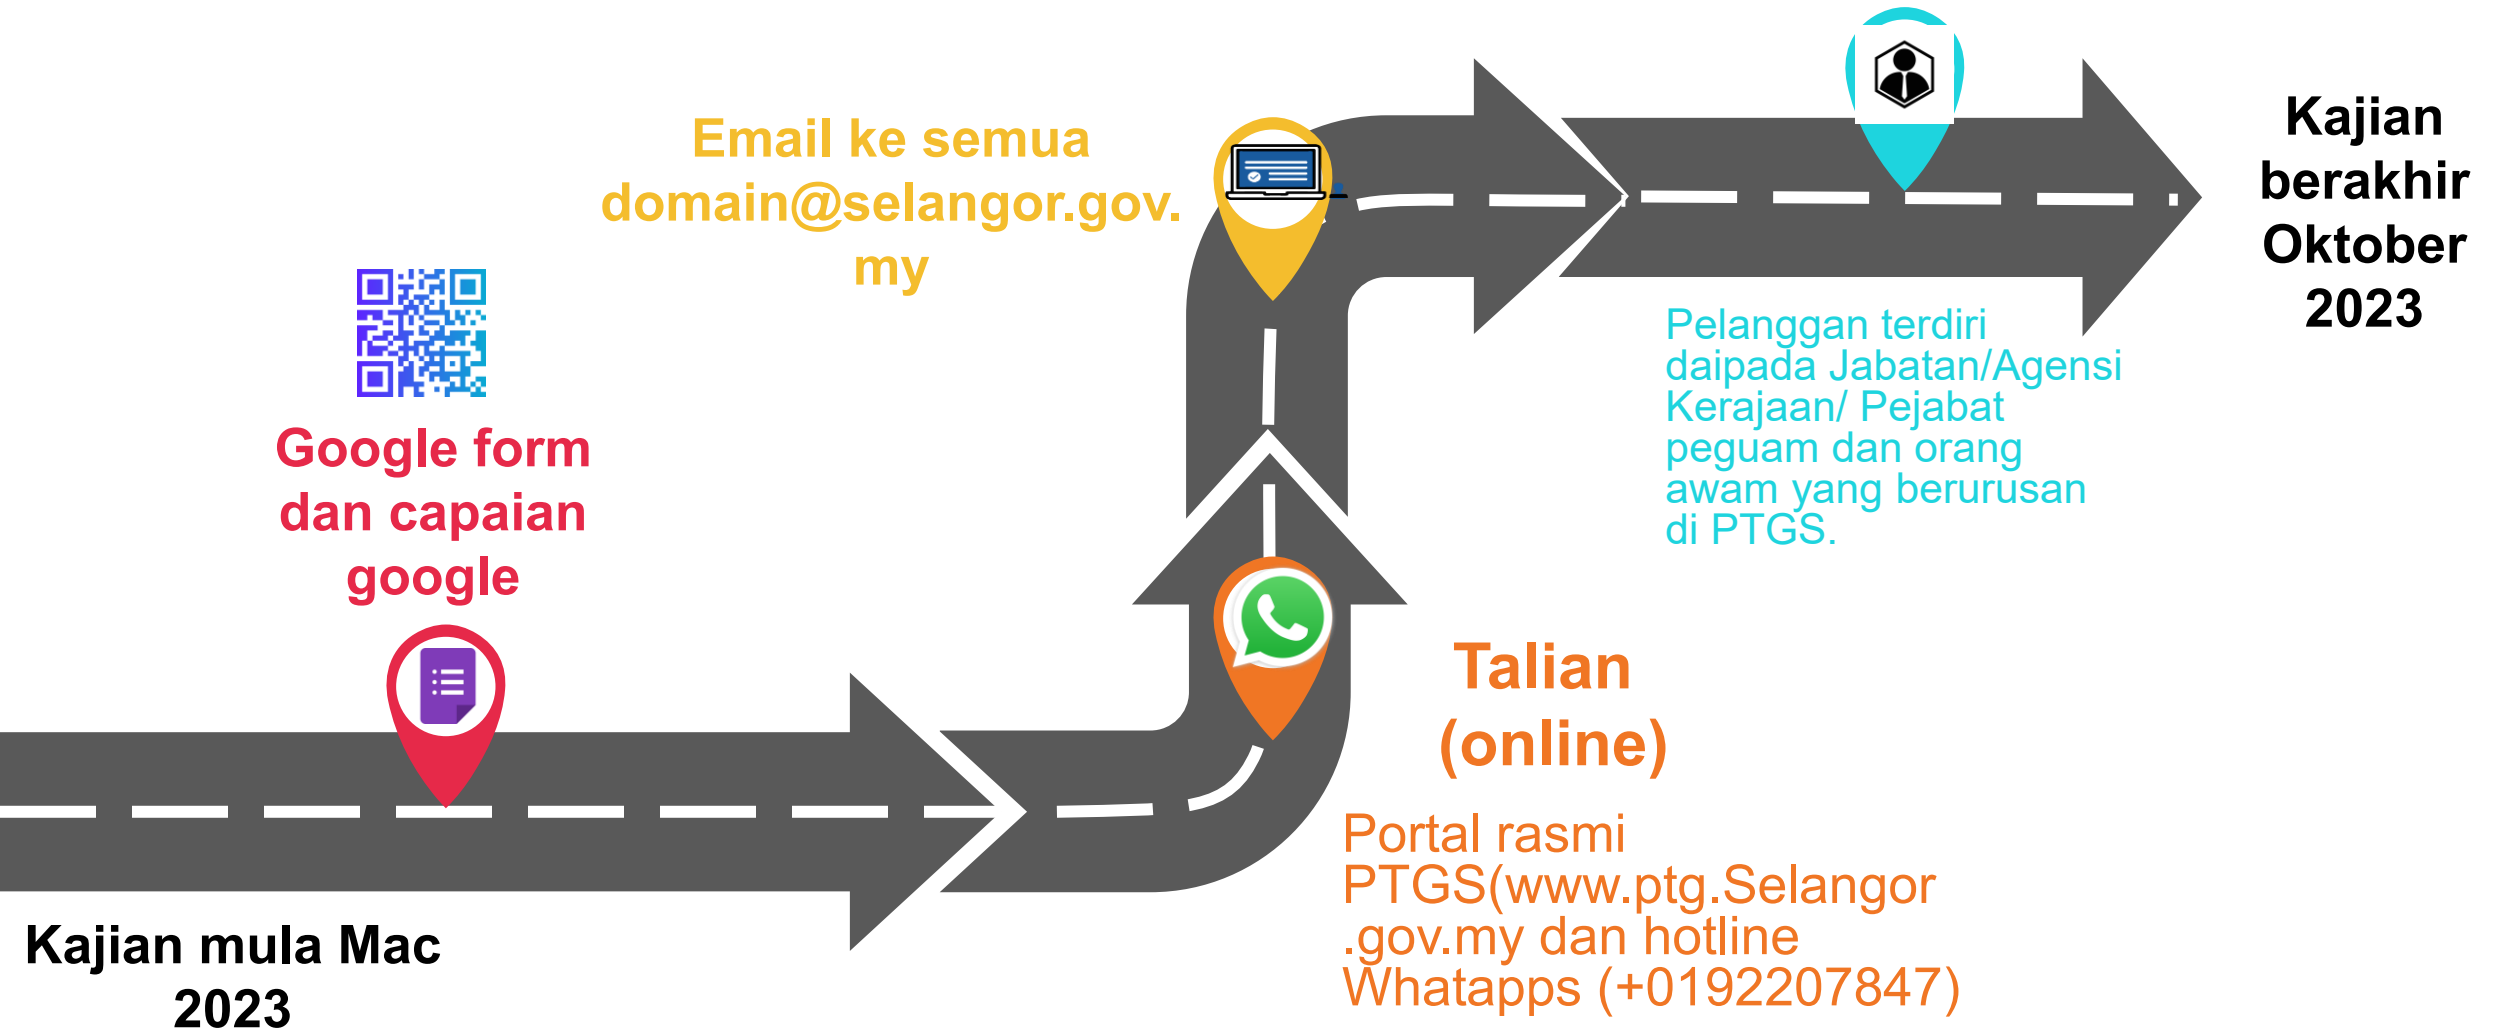 Email ke semua
domain@selangor.gov.
my
Kajian
berakhir
Oktober
2023
Google form
dan capaian
google
Pelanggan terdiri
daipada Jabatan/Agensi
Kerajaan/ Pejabat
peguam dan orang
awam yang berurusan
di PTGS.
Talian
(online)
Portal rasmi
PTGS(www.ptg.Selangor
.gov.my dan hotline
Whatapps (+0192207847)
Kajian mula Mac
2023